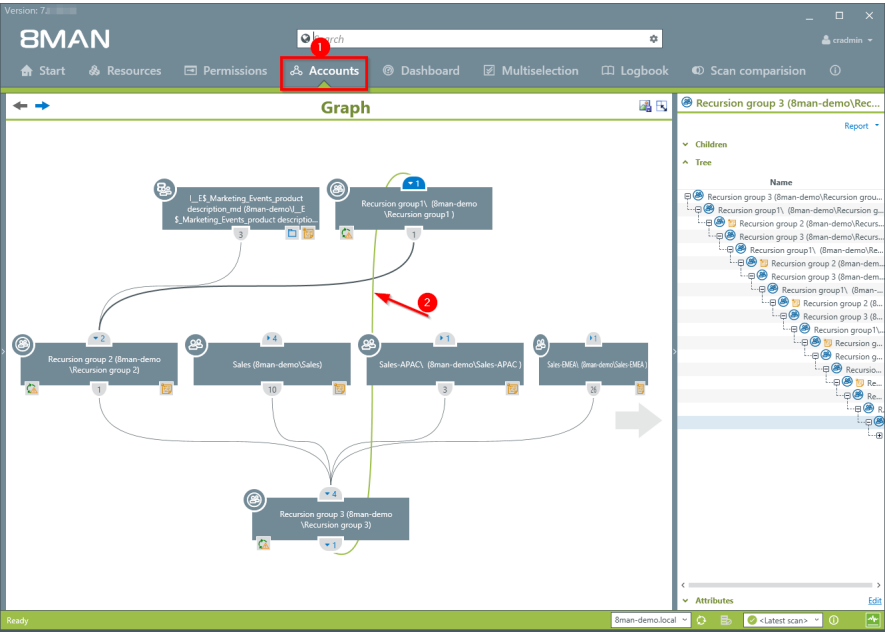 Version: 7.
8MAN
Search
cradmin
1
Start
Resources
Permissions
Accounts
Dashboard
Multiselection
Logbook
Scan comparision
Graph
Recursion group 3 (8man-demo\Rec...
Report
Children
Tree
Name
Recursion group 3 (8man-demo\Recursion grou...
Recursion group1\ (8man-demo\Recursion g...
Recursion group 2 (8man-demo\Recurs...
Recursion group 3 (8man-demo\Recurs...
Recursion group1\ (8man-demo\Re...
Recursion group 2 (8man-dem...
Recursion group 3 (8man-dem...
Recursion group1\ (8man-...
Recursion group 2 (8...
Recursion group 3 (8...
Recursion group1\...
Recursion g...
Recursion g...
Recursio...
Re...
Re...
R.
1
!__E$_Marketing_Events_product
description_md (8man-demo\!__E
$_Marketing_Events_product descriptio...
3
Recursion group1\ (8man-demo
\Recursion group1 )
1
2
2
Recursion group 2 (8man-demo
\Recursion group 2)
1
4
Sales (8man-demo\Sales)
10
1
Sales-APAC\ (8man-demo\Sales-APAC )
3
1
Sales-EMEA\ (8man-demo\Sales-EMEA )
26
4
Recursion group 3 (8man-demo
\Recursion group 3)
1
Attributes
Edit
Ready
8man-demo.local
<Latest scan>